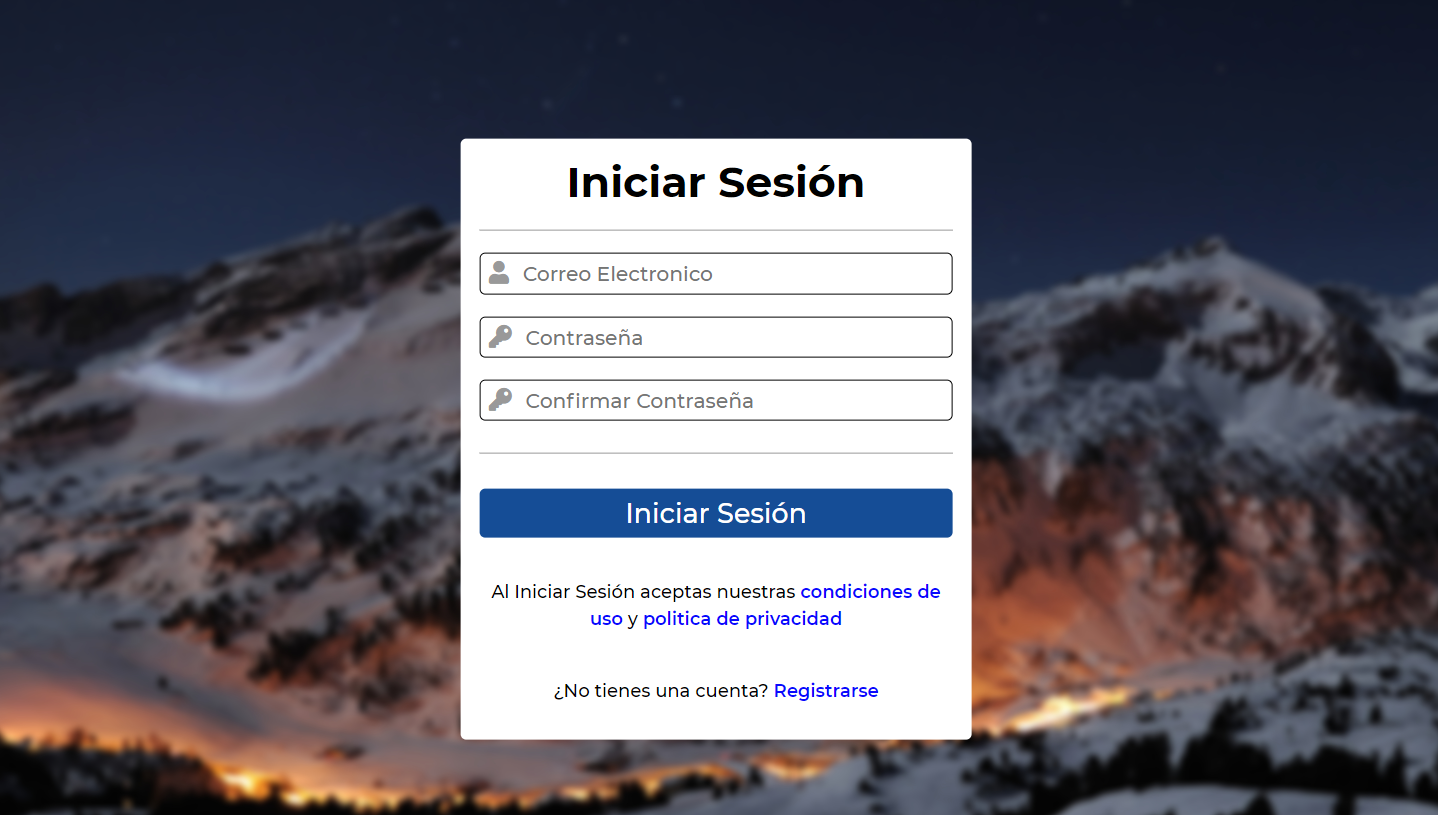 Iniciar Sesión
Correo Electronico
Contraseña
Confirmar Contraseña
Iniciar Sesión
Al Iniciar Sesión aceptas nuestras condiciones de
uso y politica de privacidad
¿No tienes una cuenta? Registrarse